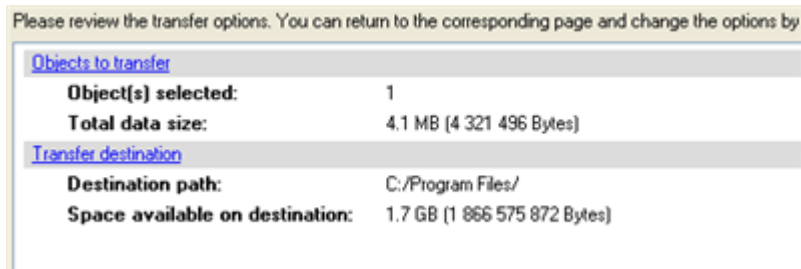 Please review the transfer options. You can return to the corresponding page and change the options by
Objects to transfer
Object(s) selected: 1
Total data size: 4.1 MB (4 321 496 Bytes)
Transfer destination
Destination path: C:/Program Files/
Space available on destination: 1.7 GB (1 866 575 872 Bytes)